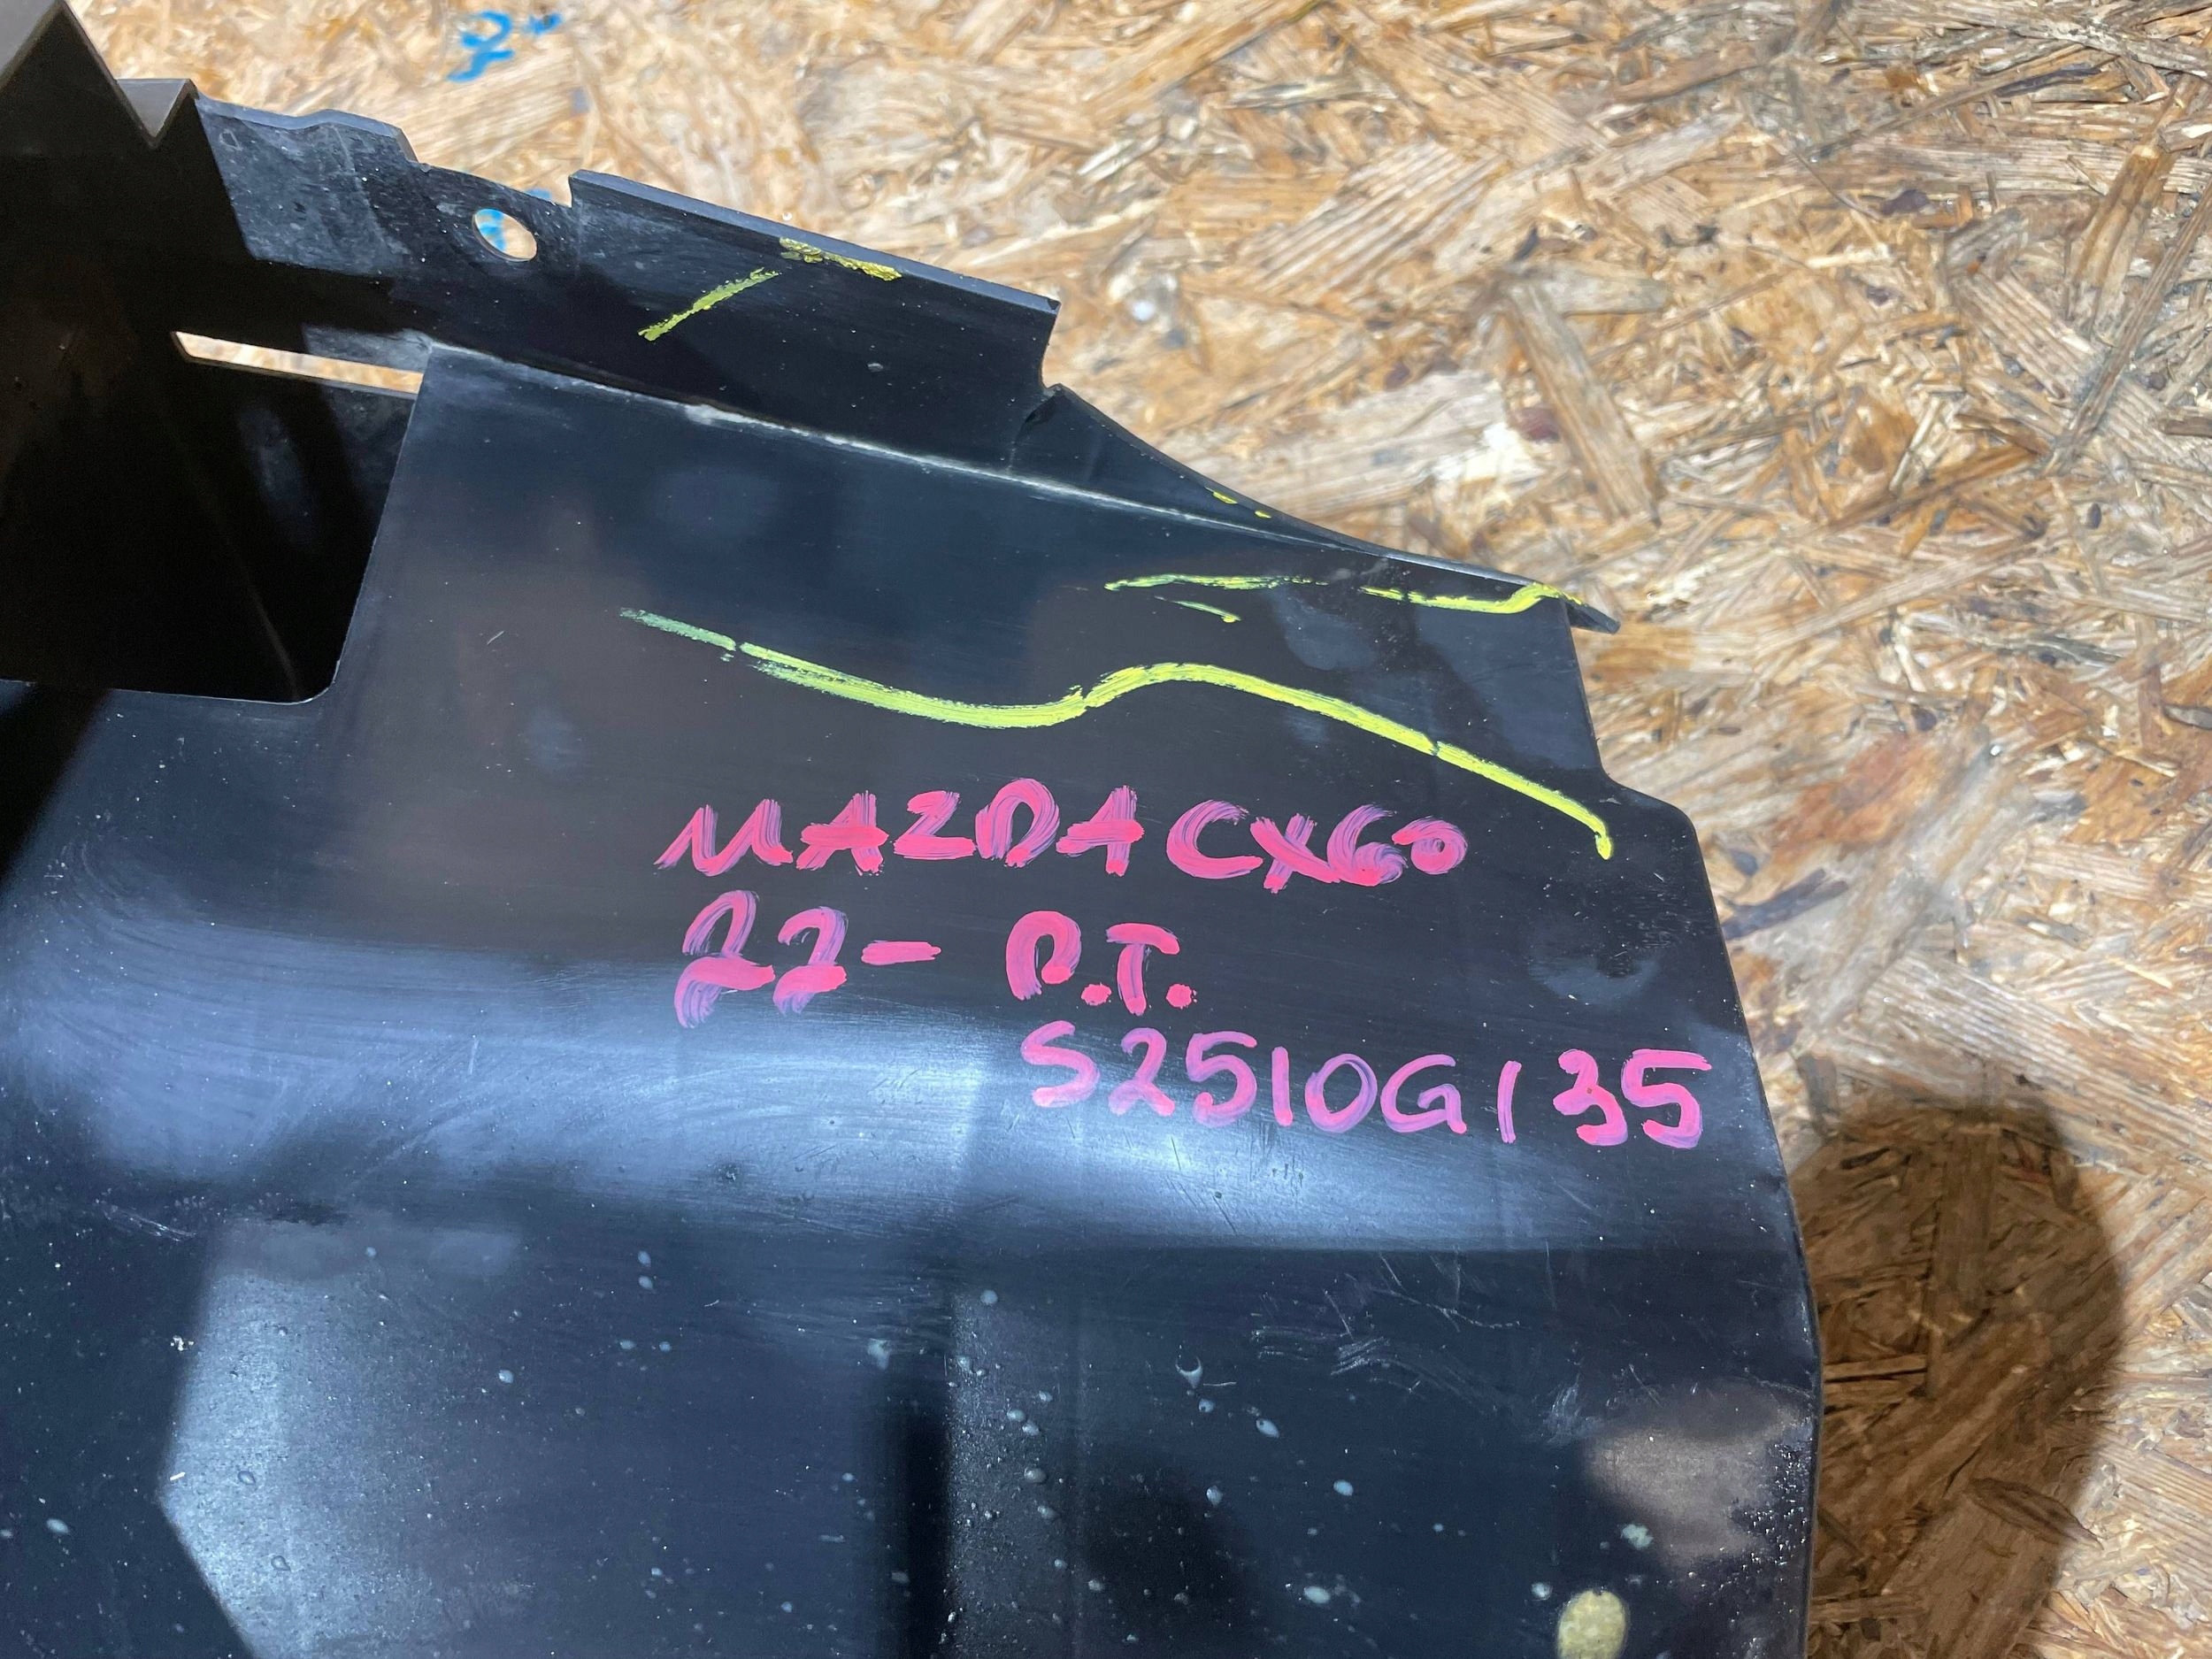 MAZDA CX60
22- P.T.
S2510G135